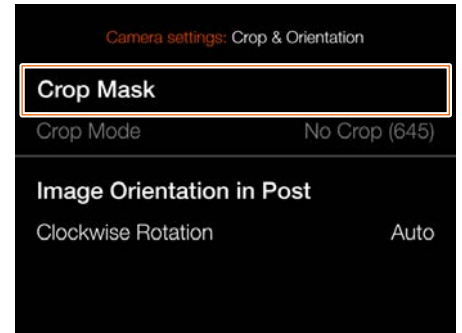 Camera settings: Crop & Orientation
Crop Mask
Crop Mode No Crop (645)
Image Orientation in Post
Clockwise Rotation Auto